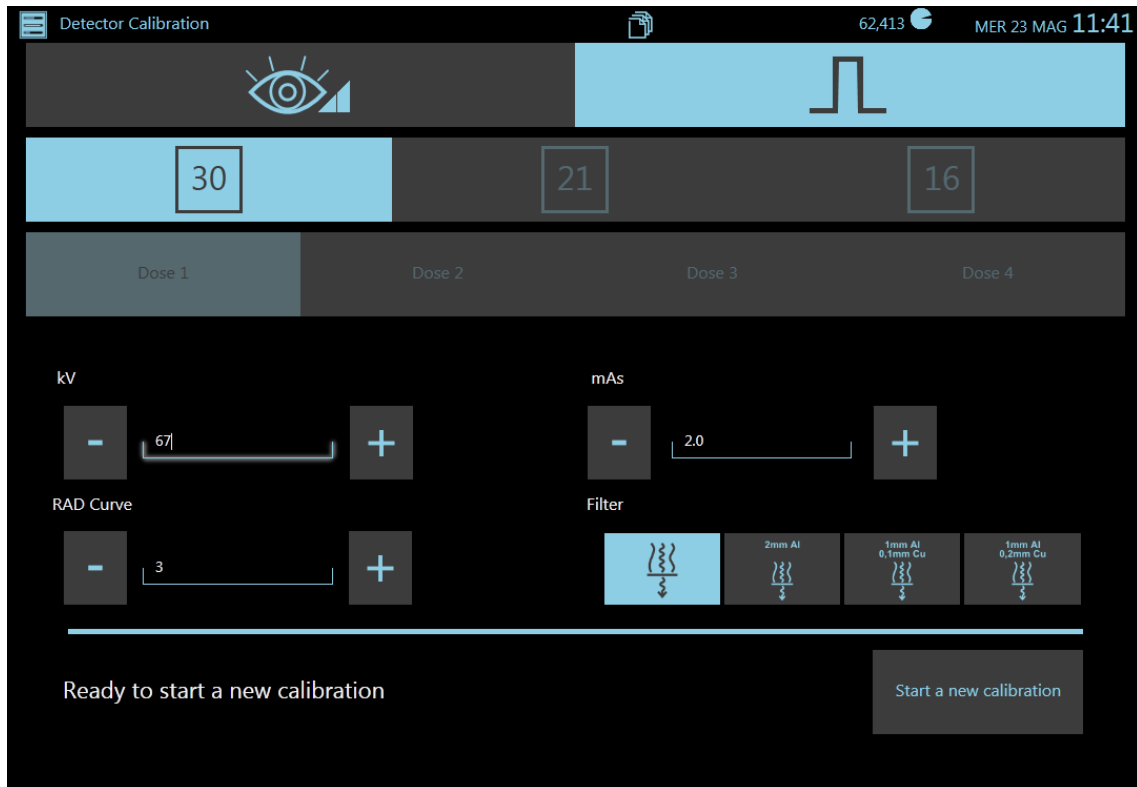 Detector Calibration
62,413
MER 23 MAG 11:41
30
21
16
Dose 1
Dose 2
Dose 3
Dose 4
kV
mAs
-
67
+
-
2.0
+
RAD Curve
Filter
-
3
+
2mm Al
1mm Al
0,1mm Cu
1mm Al
0,2mm Cu
Ready to start a new calibration
Start a new calibration